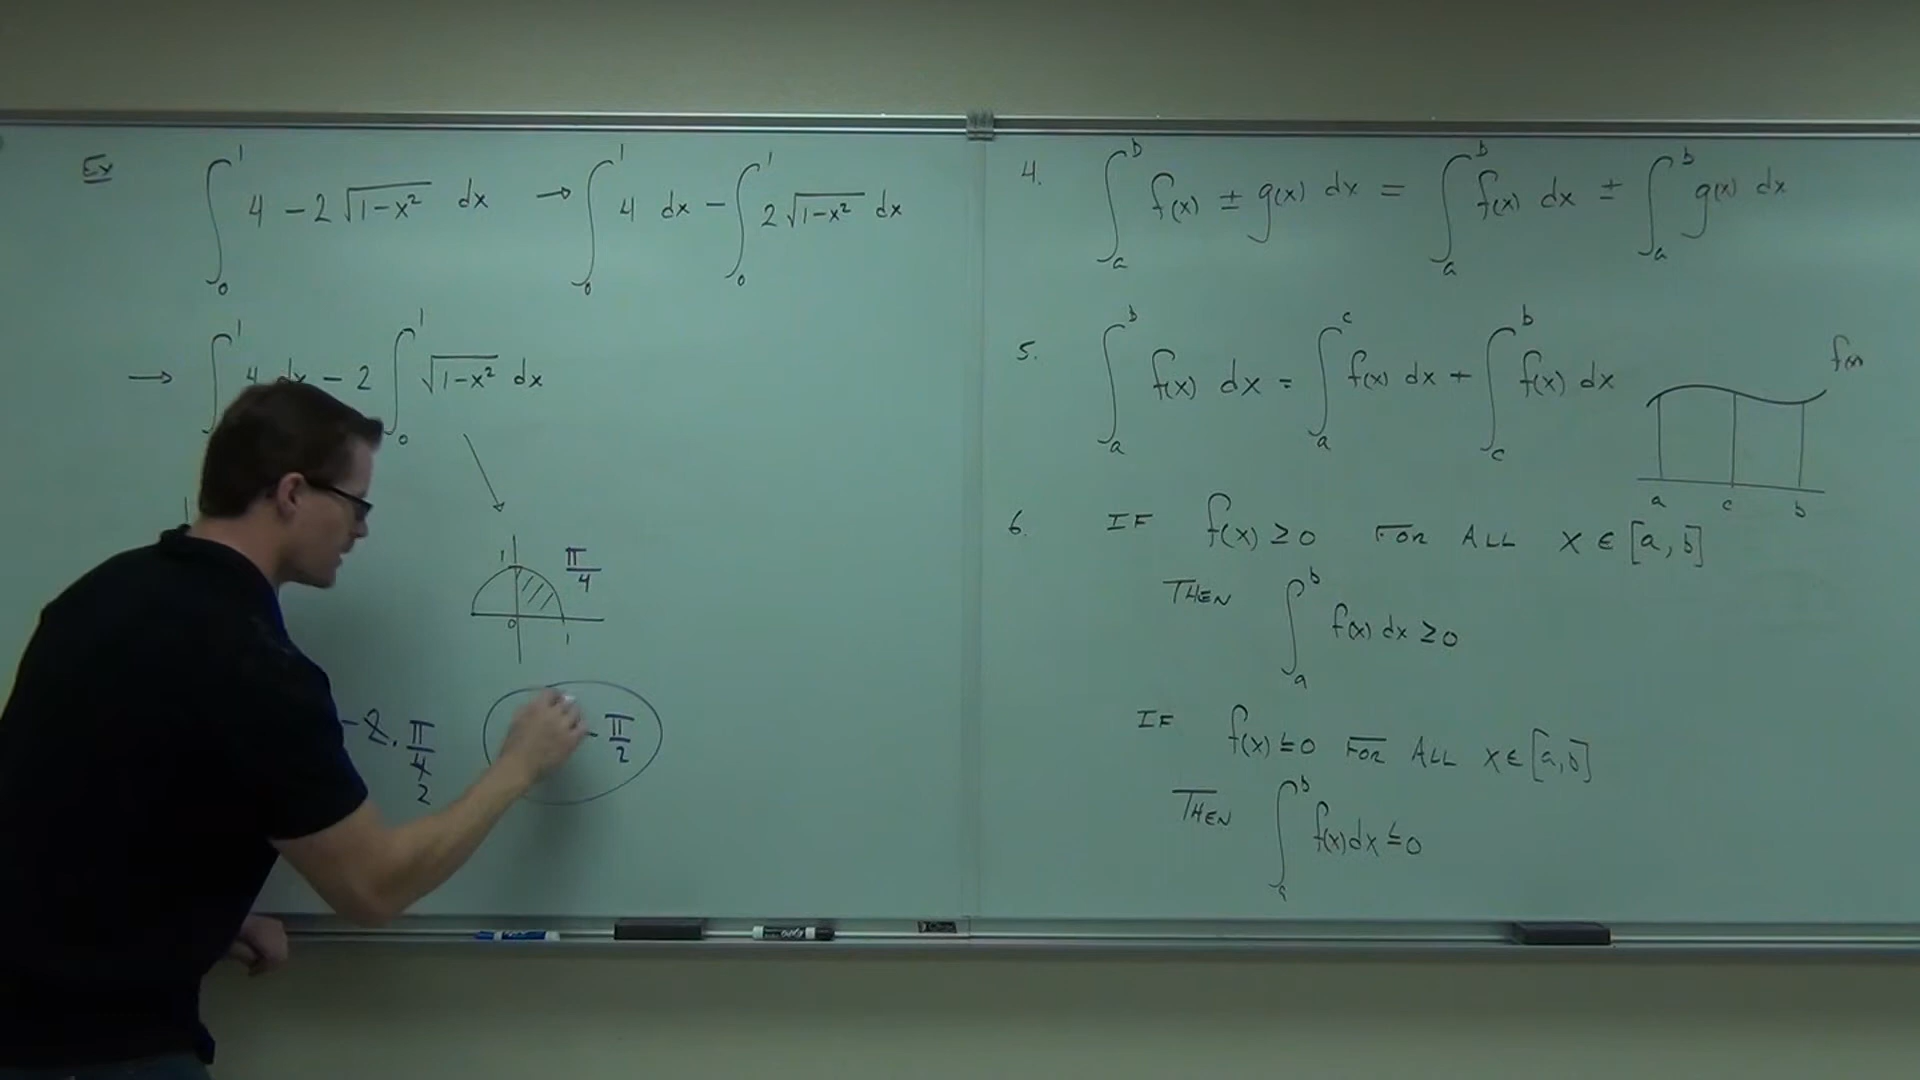 Ex ∫₀¹ 4 − 2√(1−x²) dx → ∫₀¹ 4 dx − ∫₀¹ 2√(1−x²) dx
→ ∫ 4 dx − 2 ∫₀¹ √(1−x²) dx
1 π/4
0 1
− 2 · π/4 2
− π/2
4. ∫ₐᵇ f(x) ± g(x) dx = ∫ₐᵇ f(x) dx ± ∫ₐᵇ g(x) dx
5. ∫ₐᵇ f(x) dx = ∫ₐᶜ f(x) dx + ∫_c^b f(x) dx
f(x)
a c b
6. IF f(x) ≥ 0 FOR ALL x ∈ [a, b]
THEN ∫ₐᵇ f(x) dx ≥ 0
IF f(x) ≤ 0 FOR ALL x ∈ [a, b]
THEN ∫ₐᵇ f(x) dx ≤ 0
EXPO